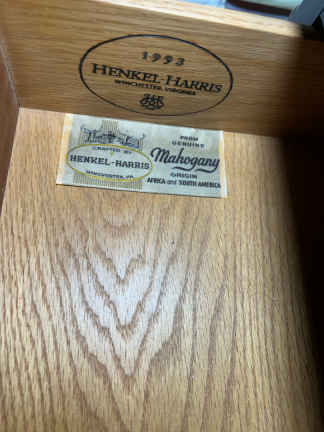 1993
HENKEL-HARRIS
WINCHESTER, VIRGINIA
CRAFTED BY
HENKEL-HARRIS
WINCHESTER, VA.
FROM
GENUINE
Mahogany
ORIGIN
AFRICA and SOUTH AMERICA